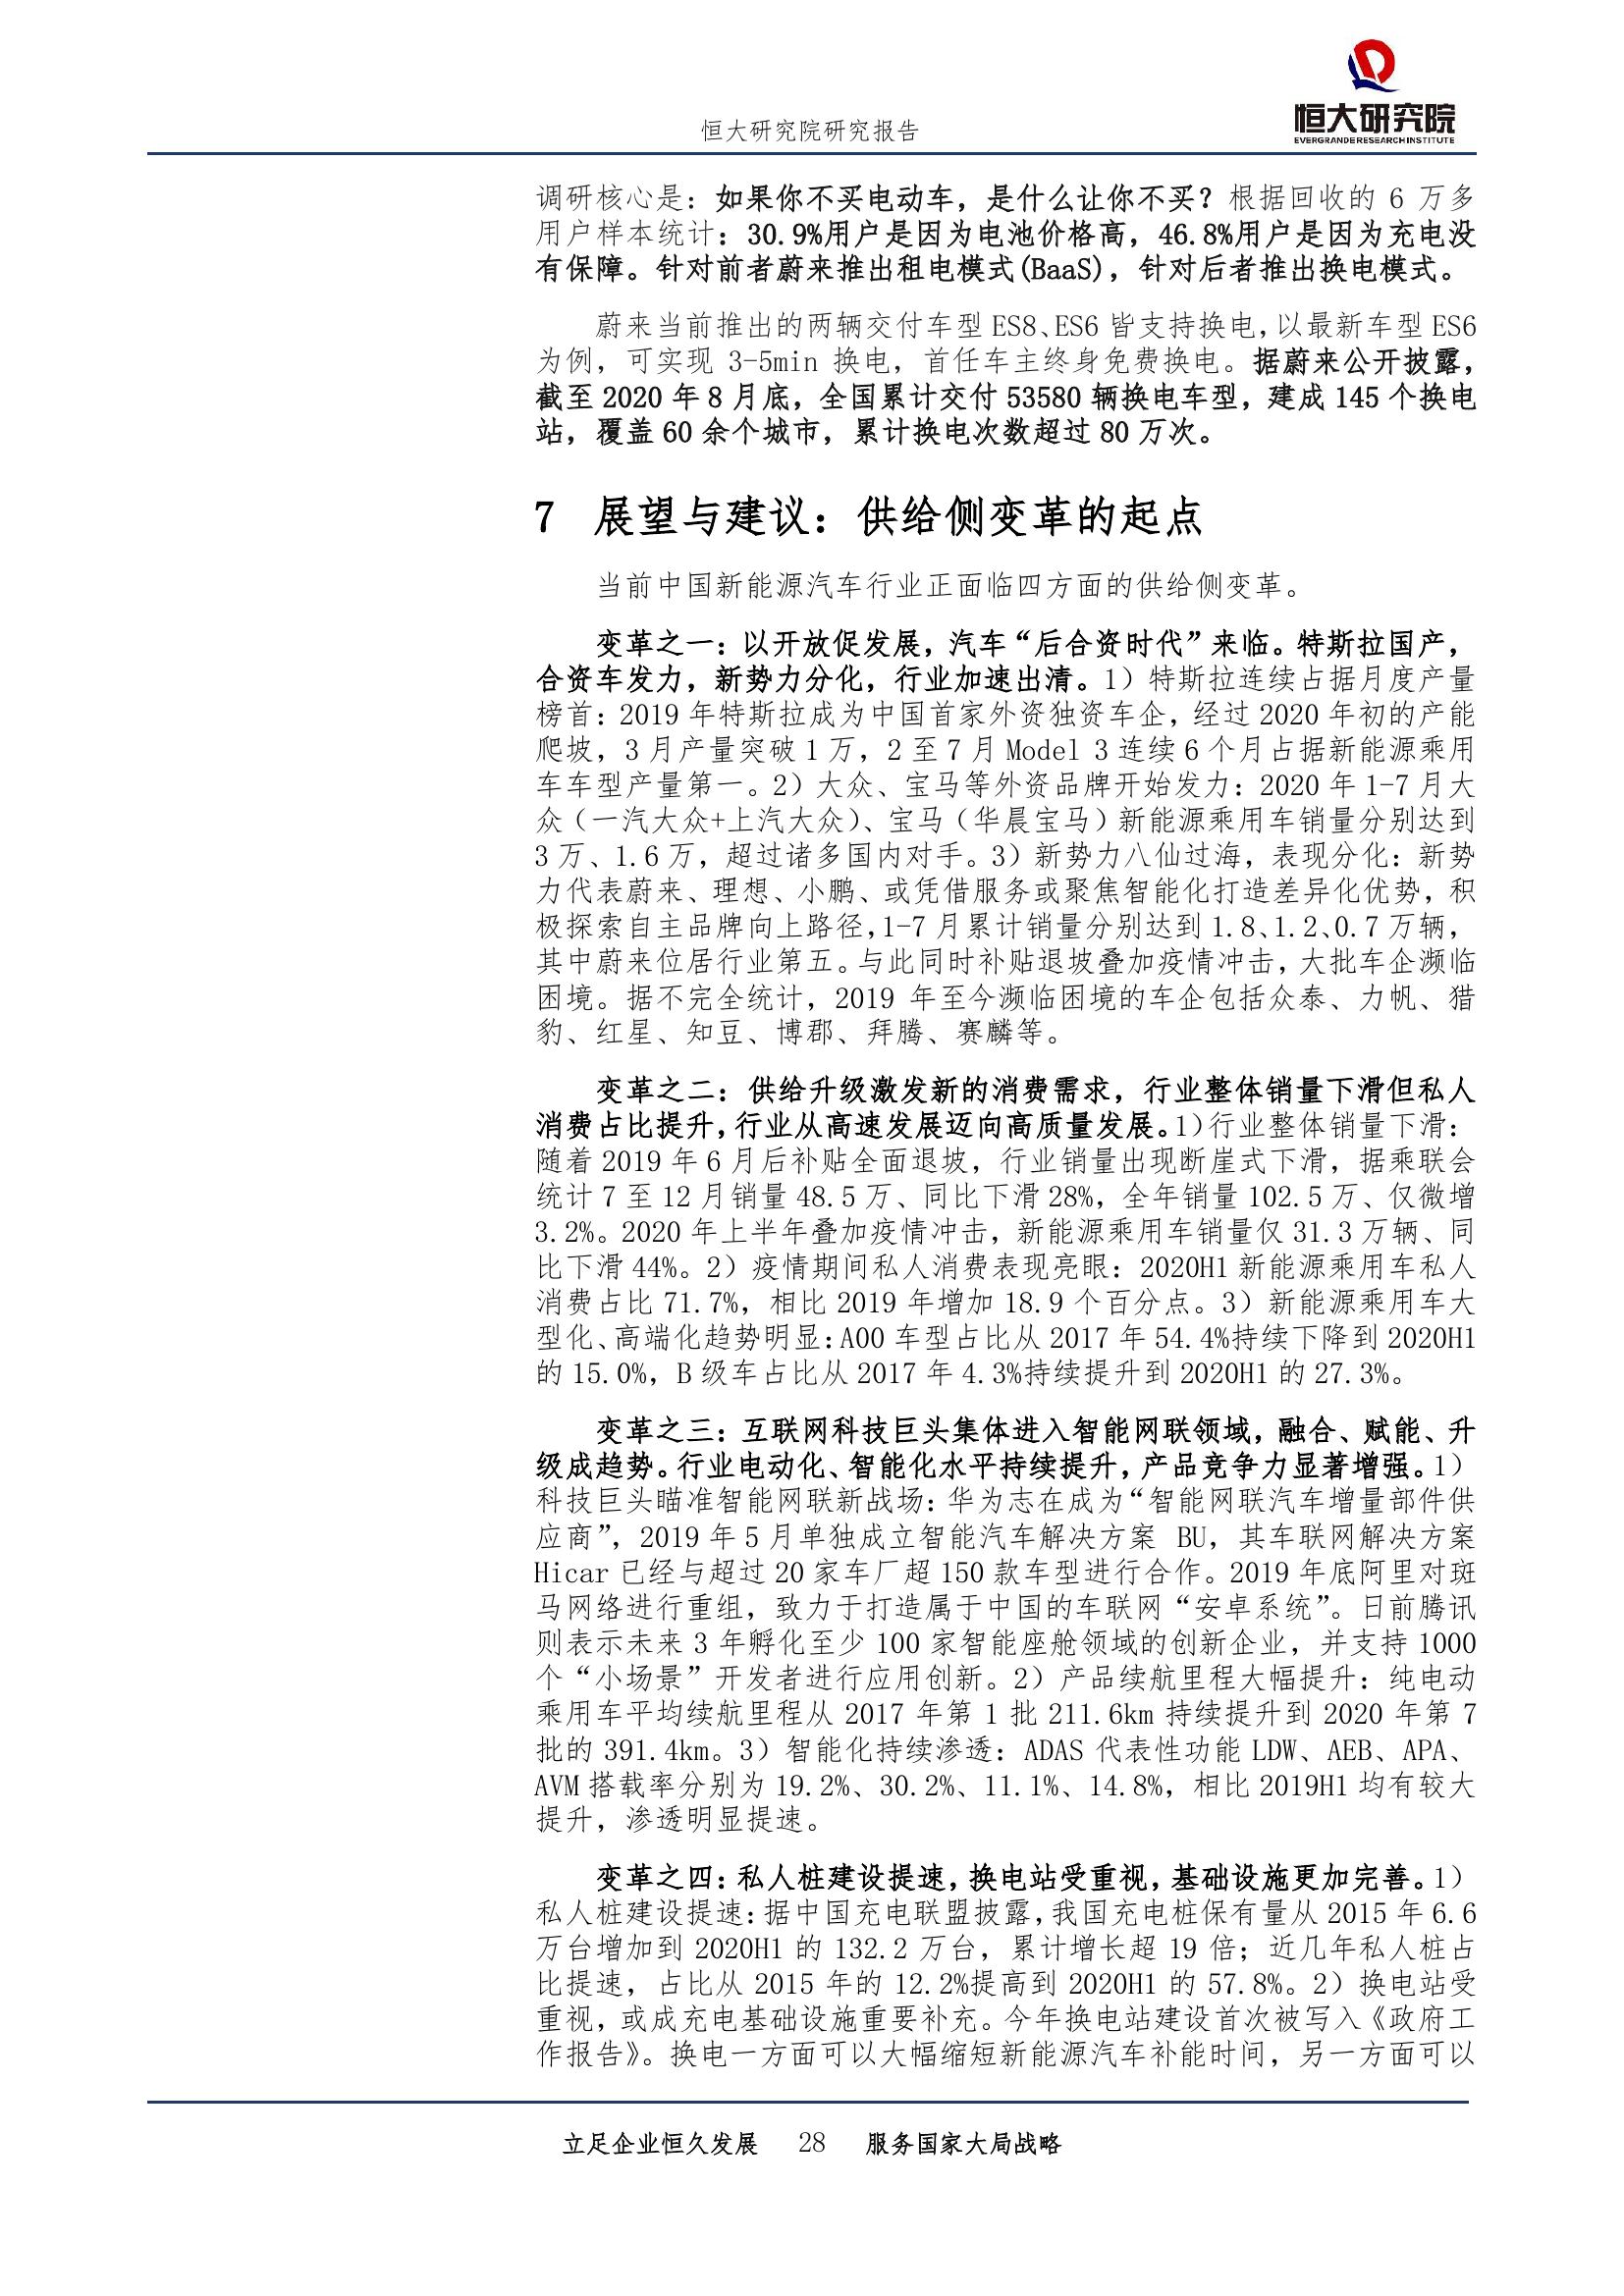 恒大研究院研究报告
恒大研究院
EVERGRANDE RESEARCH INSTITUTE
调研核心是：如果你不买电动车，是什么让你不买？根据回收的 6 万多
用户样本统计：30.9%用户是因为电池价格高，46.8%用户是因为充电没
有保障。针对前者蔚来推出租电模式(BaaS)，针对后者推出换电模式。
蔚来当前推出的两辆交付车型 ES8、ES6 皆支持换电，以最新车型 ES6
为例，可实现 3-5min 换电，首任车主终身免费换电。据蔚来公开披露，
截至 2020 年 8 月底，全国累计交付 53580 辆换电车型，建成 145 个换电
站，覆盖 60 余个城市，累计换电次数超过 80 万次。
7 展望与建议：供给侧变革的起点
当前中国新能源汽车行业正面临四方面的供给侧变革。
变革之一：以开放促发展，汽车“后合资时代”来临。特斯拉国产，
合资车发力，新势力分化，行业加速出清。1）特斯拉连续占据月度产量
榜首：2019 年特斯拉成为中国首家外资独资车企，经过 2020 年初的产能
爬坡，3 月产量突破 1 万，2 至 7 月 Model 3 连续 6 个月占据新能源乘用
车车型产量第一。2）大众、宝马等外资品牌开始发力：2020 年 1-7 月大
众（一汽大众+上汽大众）、宝马（华晨宝马）新能源乘用车销量分别达到
3 万、1.6 万，超过诸多国内对手。3）新势力八仙过海，表现分化：新势
力代表蔚来、理想、小鹏、或凭借服务或聚焦智能化打造差异化优势，积
极探索自主品牌向上路径，1-7 月累计销量分别达到 1.8、1.2、0.7 万辆，
其中蔚来位居行业第五。与此同时补贴退坡叠加疫情冲击，大批车企濒临
困境。据不完全统计，2019 年至今濒临困境的车企包括众泰、力帆、猎
豹、红星、知豆、博郡、拜腾、赛麟等。
变革之二：供给升级激发新的消费需求，行业整体销量下滑但私人
消费占比提升，行业从高速发展迈向高质量发展。1）行业整体销量下滑：
随着 2019 年 6 月后补贴全面退坡，行业销量出现断崖式下滑，据乘联会
统计 7 至 12 月销量 48.5 万、同比下滑 28%，全年销量 102.5 万、仅微增
3.2%。2020 年上半年叠加疫情冲击，新能源乘用车销量仅 31.3 万辆、同
比下滑 44%。2）疫情期间私人消费表现亮眼：2020H1 新能源乘用车私人
消费占比 71.7%，相比 2019 年增加 18.9 个百分点。3）新能源乘用车大
型化、高端化趋势明显：A00 车型占比从 2017 年 54.4%持续下降到 2020H1
的 15.0%，B 级车占比从 2017 年 4.3%持续提升到 2020H1 的 27.3%。
变革之三：互联网科技巨头集体进入智能网联领域，融合、赋能、升
级成趋势。行业电动化、智能化水平持续提升，产品竞争力显著增强。1）
科技巨头瞄准智能网联新战场：华为志在成为“智能网联汽车增量部件供
应商”，2019 年 5 月单独成立智能汽车解决方案 BU，其车联网解决方案
Hicar 已经与超过 20 家车厂超 150 款车型进行合作。2019 年底阿里对斑
马网络进行重组，致力于打造属于中国的车联网“安卓系统”。日前腾讯
则表示未来 3 年孵化至少 100 家智能座舱领域的创新企业，并支持 1000
个“小场景”开发者进行应用创新。2）产品续航里程大幅提升：纯电动
乘用车平均续航里程从 2017 年第 1 批 211.6km 持续提升到 2020 年第 7
批的 391.4km。3）智能化持续渗透：ADAS 代表性功能 LDW、AEB、APA、
AVM 搭载率分别为 19.2%、30.2%、11.1%、14.8%，相比 2019H1 均有较大
提升，渗透明显提速。
变革之四：私人桩建设提速，换电站受重视，基础设施更加完善。1）
私人桩建设提速：据中国充电联盟披露，我国充电桩保有量从 2015 年 6.6
万台增加到 2020H1 的 132.2 万台，累计增长超 19 倍；近几年私人桩占
比提速，占比从 2015 年的 12.2%提高到 2020H1 的 57.8%。2）换电站受
重视，或成充电基础设施重要补充。今年换电站建设首次被写入《政府工
作报告》。换电一方面可以大幅缩短新能源汽车补能时间，另一方面可以
立足企业恒久发展 28 服务国家大局战略